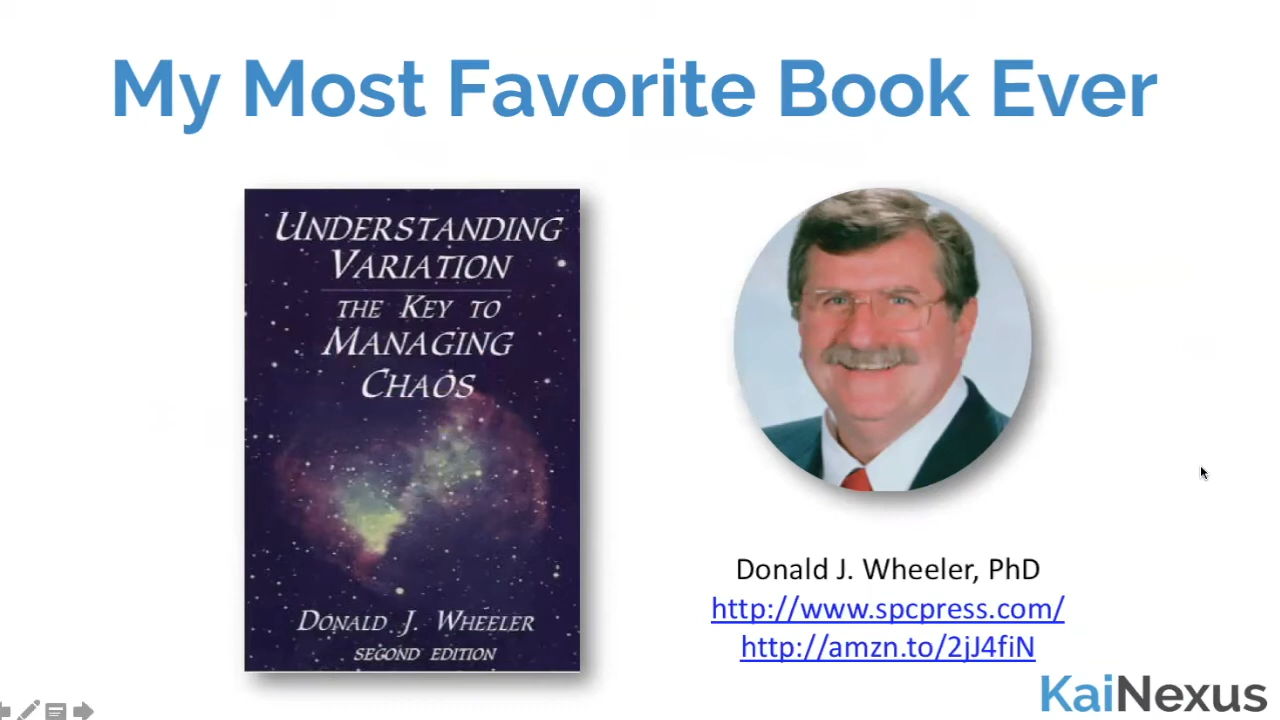 My Most Favorite Book Ever
UNDERSTANDING
VARIATION
THE KEY TO
MANAGING
CHAOS
DONALD J. WHEELER
SECOND EDITION
Donald J. Wheeler, PhD
http://www.spcpress.com/
http://amzn.to/2jJ4fiN
KaiNexus